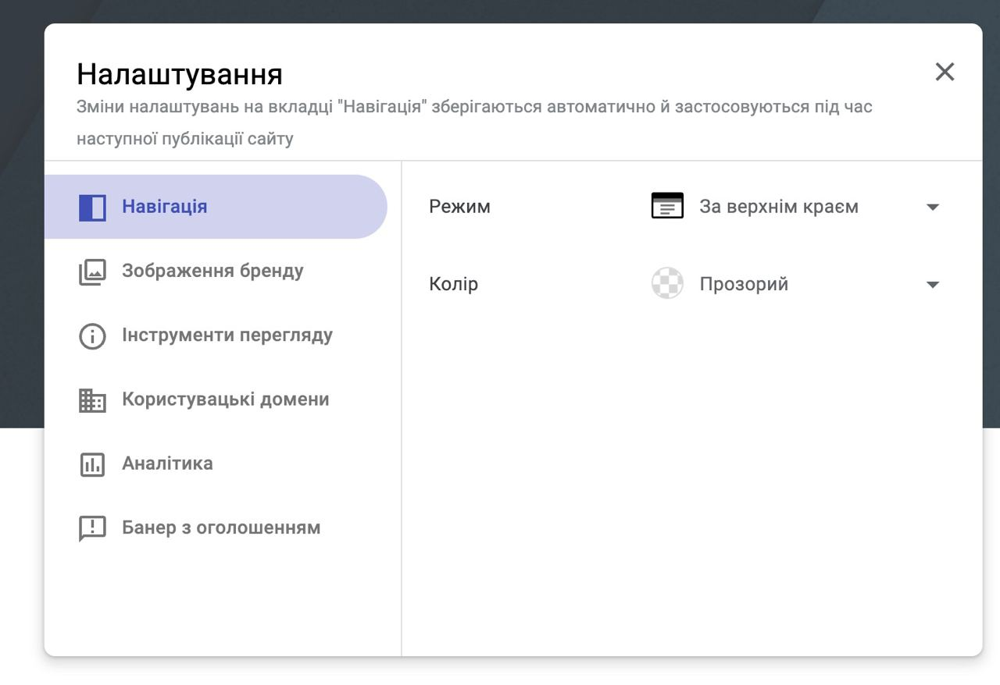 Налаштування
Зміни налаштувань на вкладці "Навігація" зберігаються автоматично й застосовуються під час
наступної публікації сайту
Навігація
Зображення бренду
Інструменти перегляду
Користувацькі домени
Аналітика
Банер з оголошенням
Режим
За верхнім краєм
Колір
Прозорий